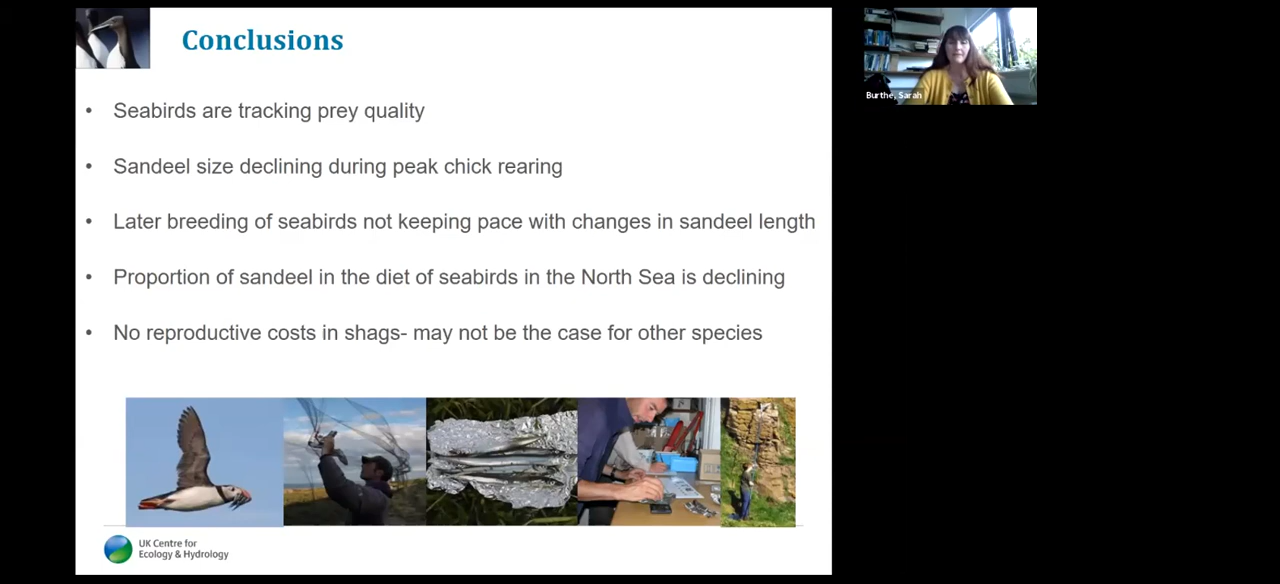 Conclusions
• Seabirds are tracking prey quality
• Sandeel size declining during peak chick rearing
• Later breeding of seabirds not keeping pace with changes in sandeel length
• Proportion of sandeel in the diet of seabirds in the North Sea is declining
• No reproductive costs in shags- may not be the case for other species
UK Centre for
Ecology & Hydrology
Burthe, Sarah